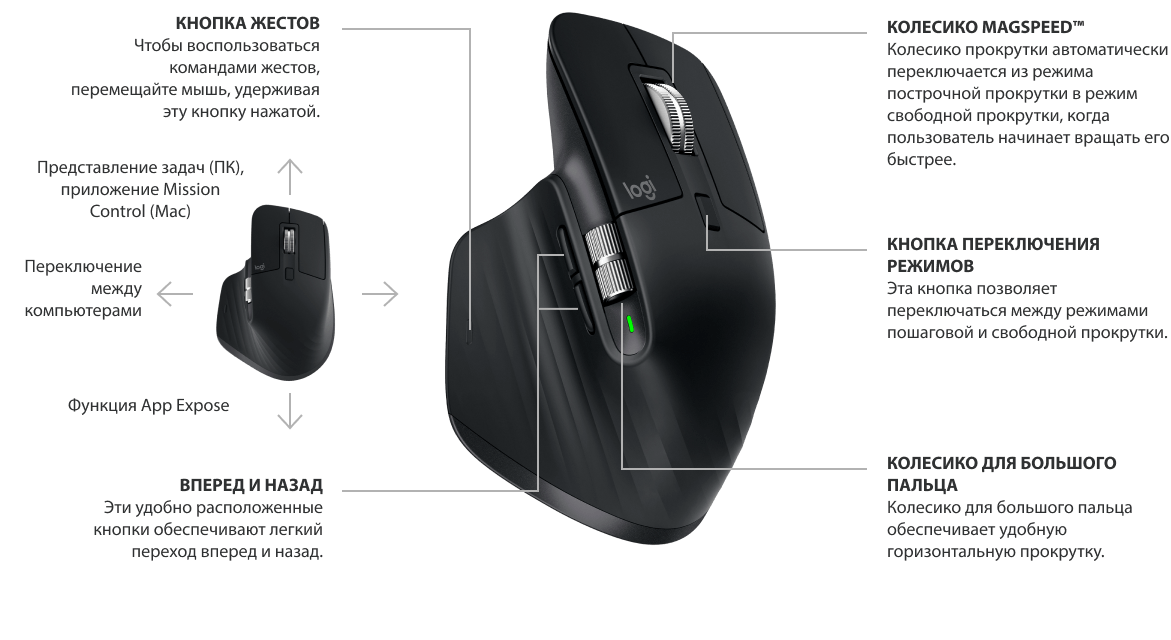 КНОПКА ЖЕСТОВ
Чтобы воспользоваться
командами жестов,
перемещайте мышь, удерживая
эту кнопку нажатой.
Представление задач (ПК),
приложение Mission
Control (Mac)
Переключение
между
компьютерами
logi
Функция App Expose
ВПЕРЕД И НАЗАД
Эти удобно расположенные
кнопки обеспечивают легкий
переход вперед и назад.
logi
КОЛЕСИКО MAGSPEED™
Колесико прокрутки автоматически
переключается из режима
построчной прокрутки в режим
свободной прокрутки, когда
пользователь начинает вращать его
быстрее.
КНОПКА ПЕРЕКЛЮЧЕНИЯ
РЕЖИМОВ
Эта кнопка позволяет
переключаться между режимами
пошаговой и свободной прокрутки.
КОЛЕСИКО ДЛЯ БОЛЬШОГО
ПАЛЬЦА
Колесико для большого пальца
обеспечивает удобную
горизонтальную прокрутку.